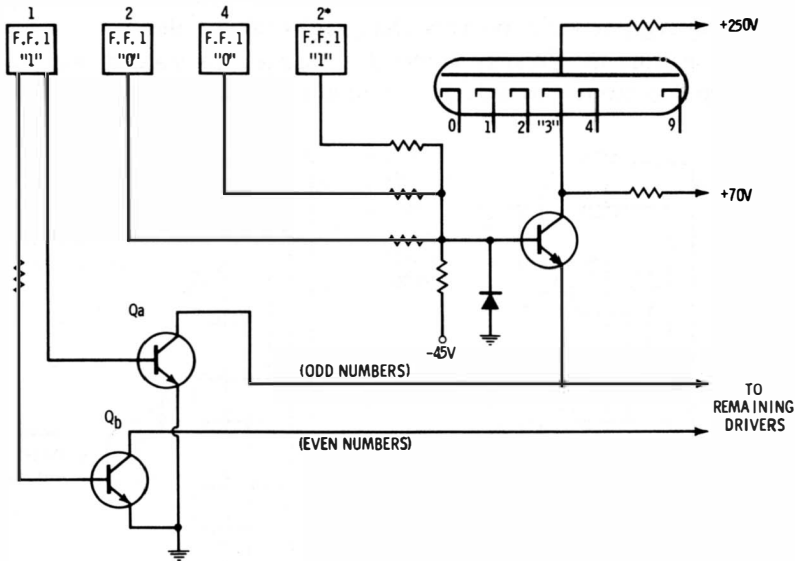 1
2
4
2*
F.F.1
"1"
F.F.1
"0"
F.F.1
"0"
F.F.1
"1"
+250V
0
1
2
"3"
4
9
+70V
-45V
Qa
(ODD NUMBERS)
Qb
(EVEN NUMBERS)
TO
REMAINING
DRIVERS